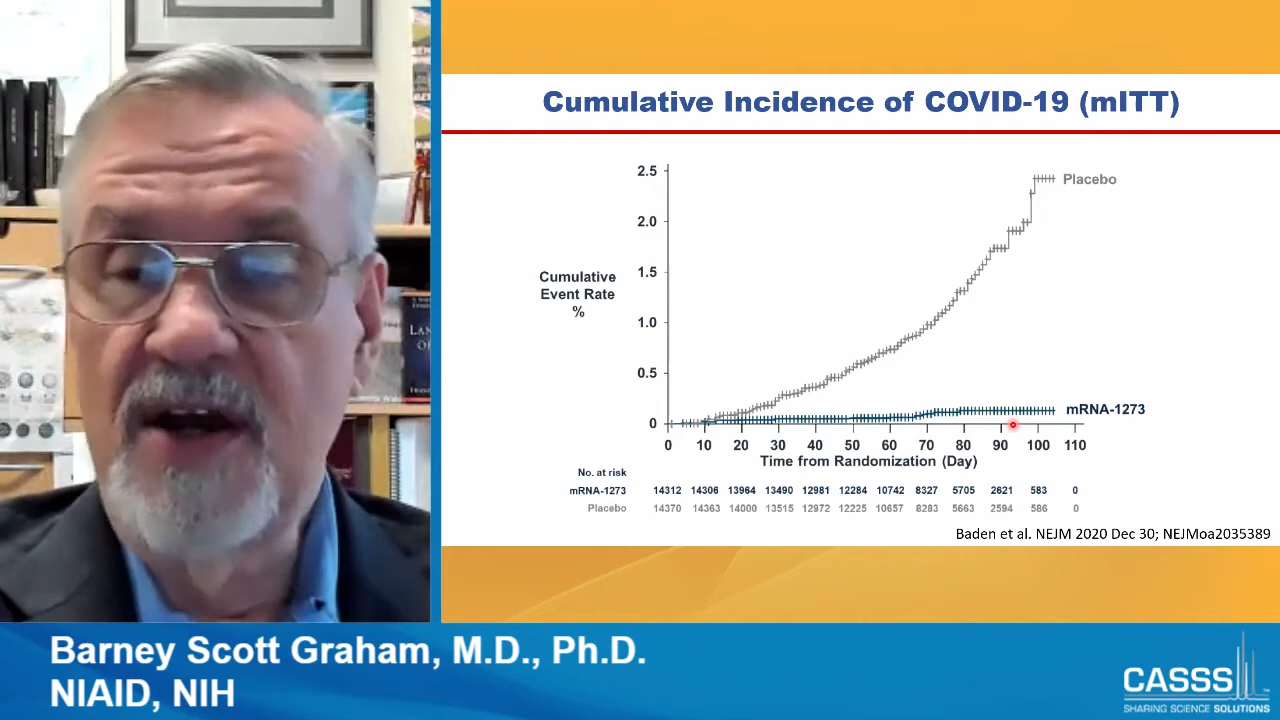 Cumulative Incidence of COVID-19 (mITT)
2.5
2.0
1.5
1.0
0.5
0
Cumulative
Event Rate
%
Placebo
mRNA-1273
0 10 20 30 40 50 60 70 80 90 100 110
Time from Randomization (Day)
No. at risk
mRNA-1273 14312 14306 13964 13490 12981 12284 10742 8327 5705 2621 583 0
Placebo 14370 14363 14000 13515 12972 12225 10657 8283 5663 2594 586 0
Baden et al. NEJM 2020 Dec 30; NEJMoa2035389
Barney Scott Graham, M.D., Ph.D.
NIAID, NIH
CASSS
SHARING SCIENCE SOLUTIONS